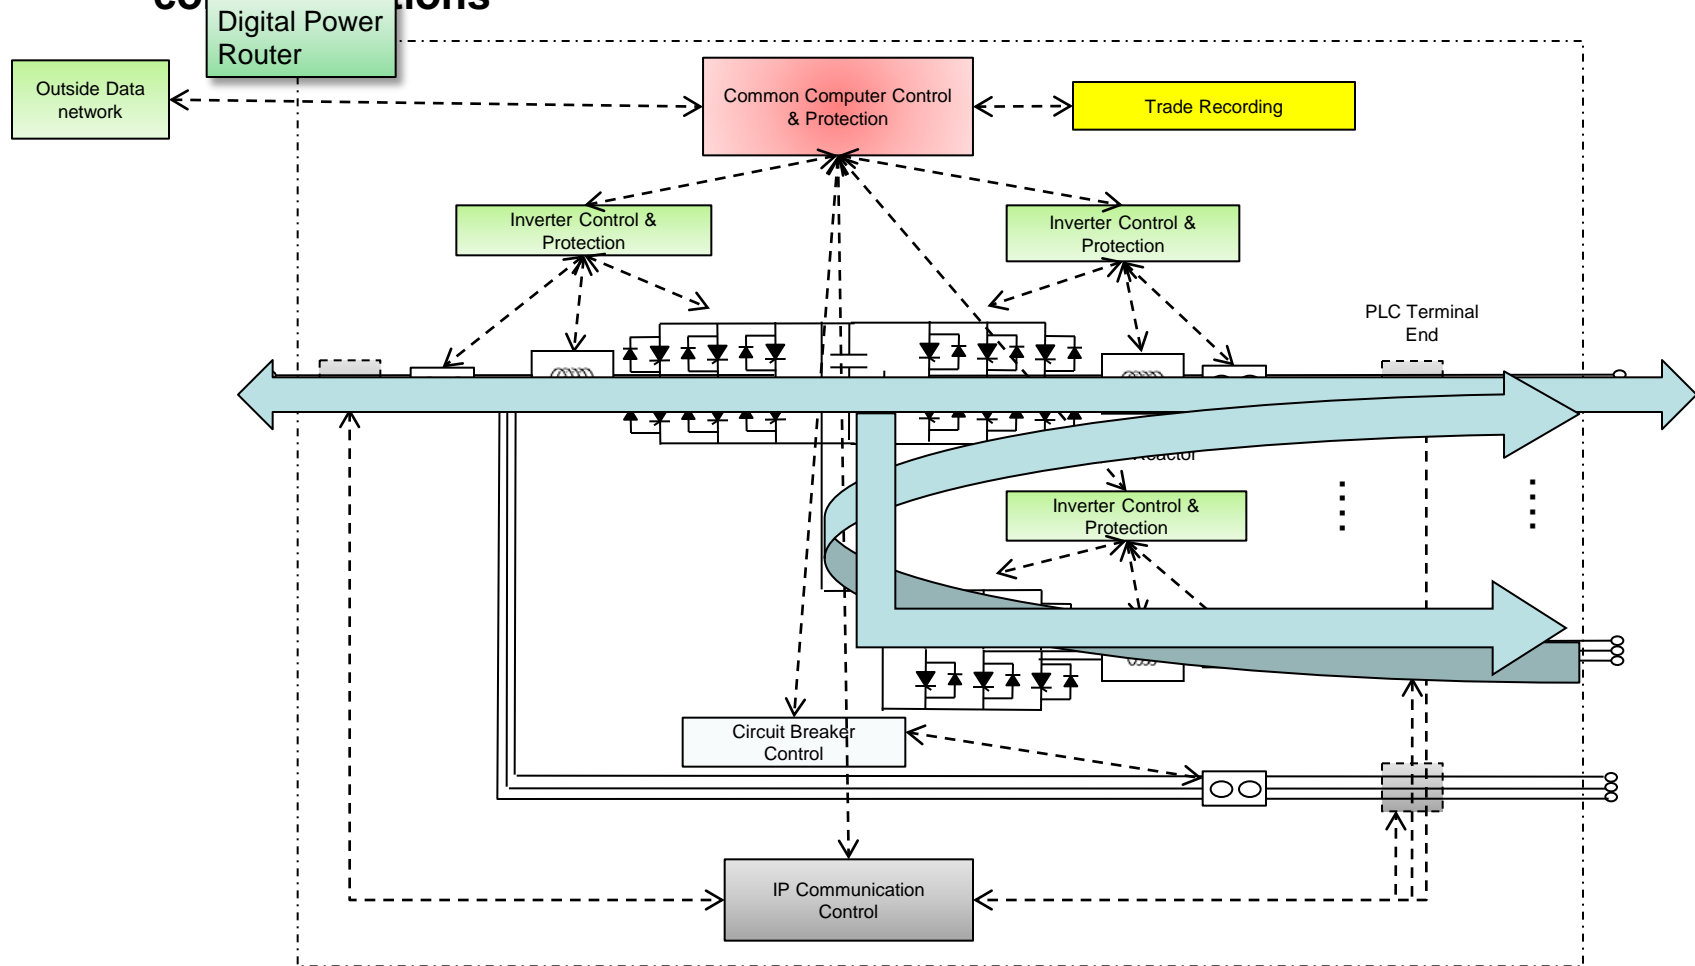 Digital Power
Router
Outside Data
network
Common Computer Control
& Protection
Trade Recording
Inverter Control &
Protection
Inverter Control &
Protection
PLC Terminal
End
Reactor
Inverter Control &
Protection
Circuit Breaker
Control
IP Communication
Control